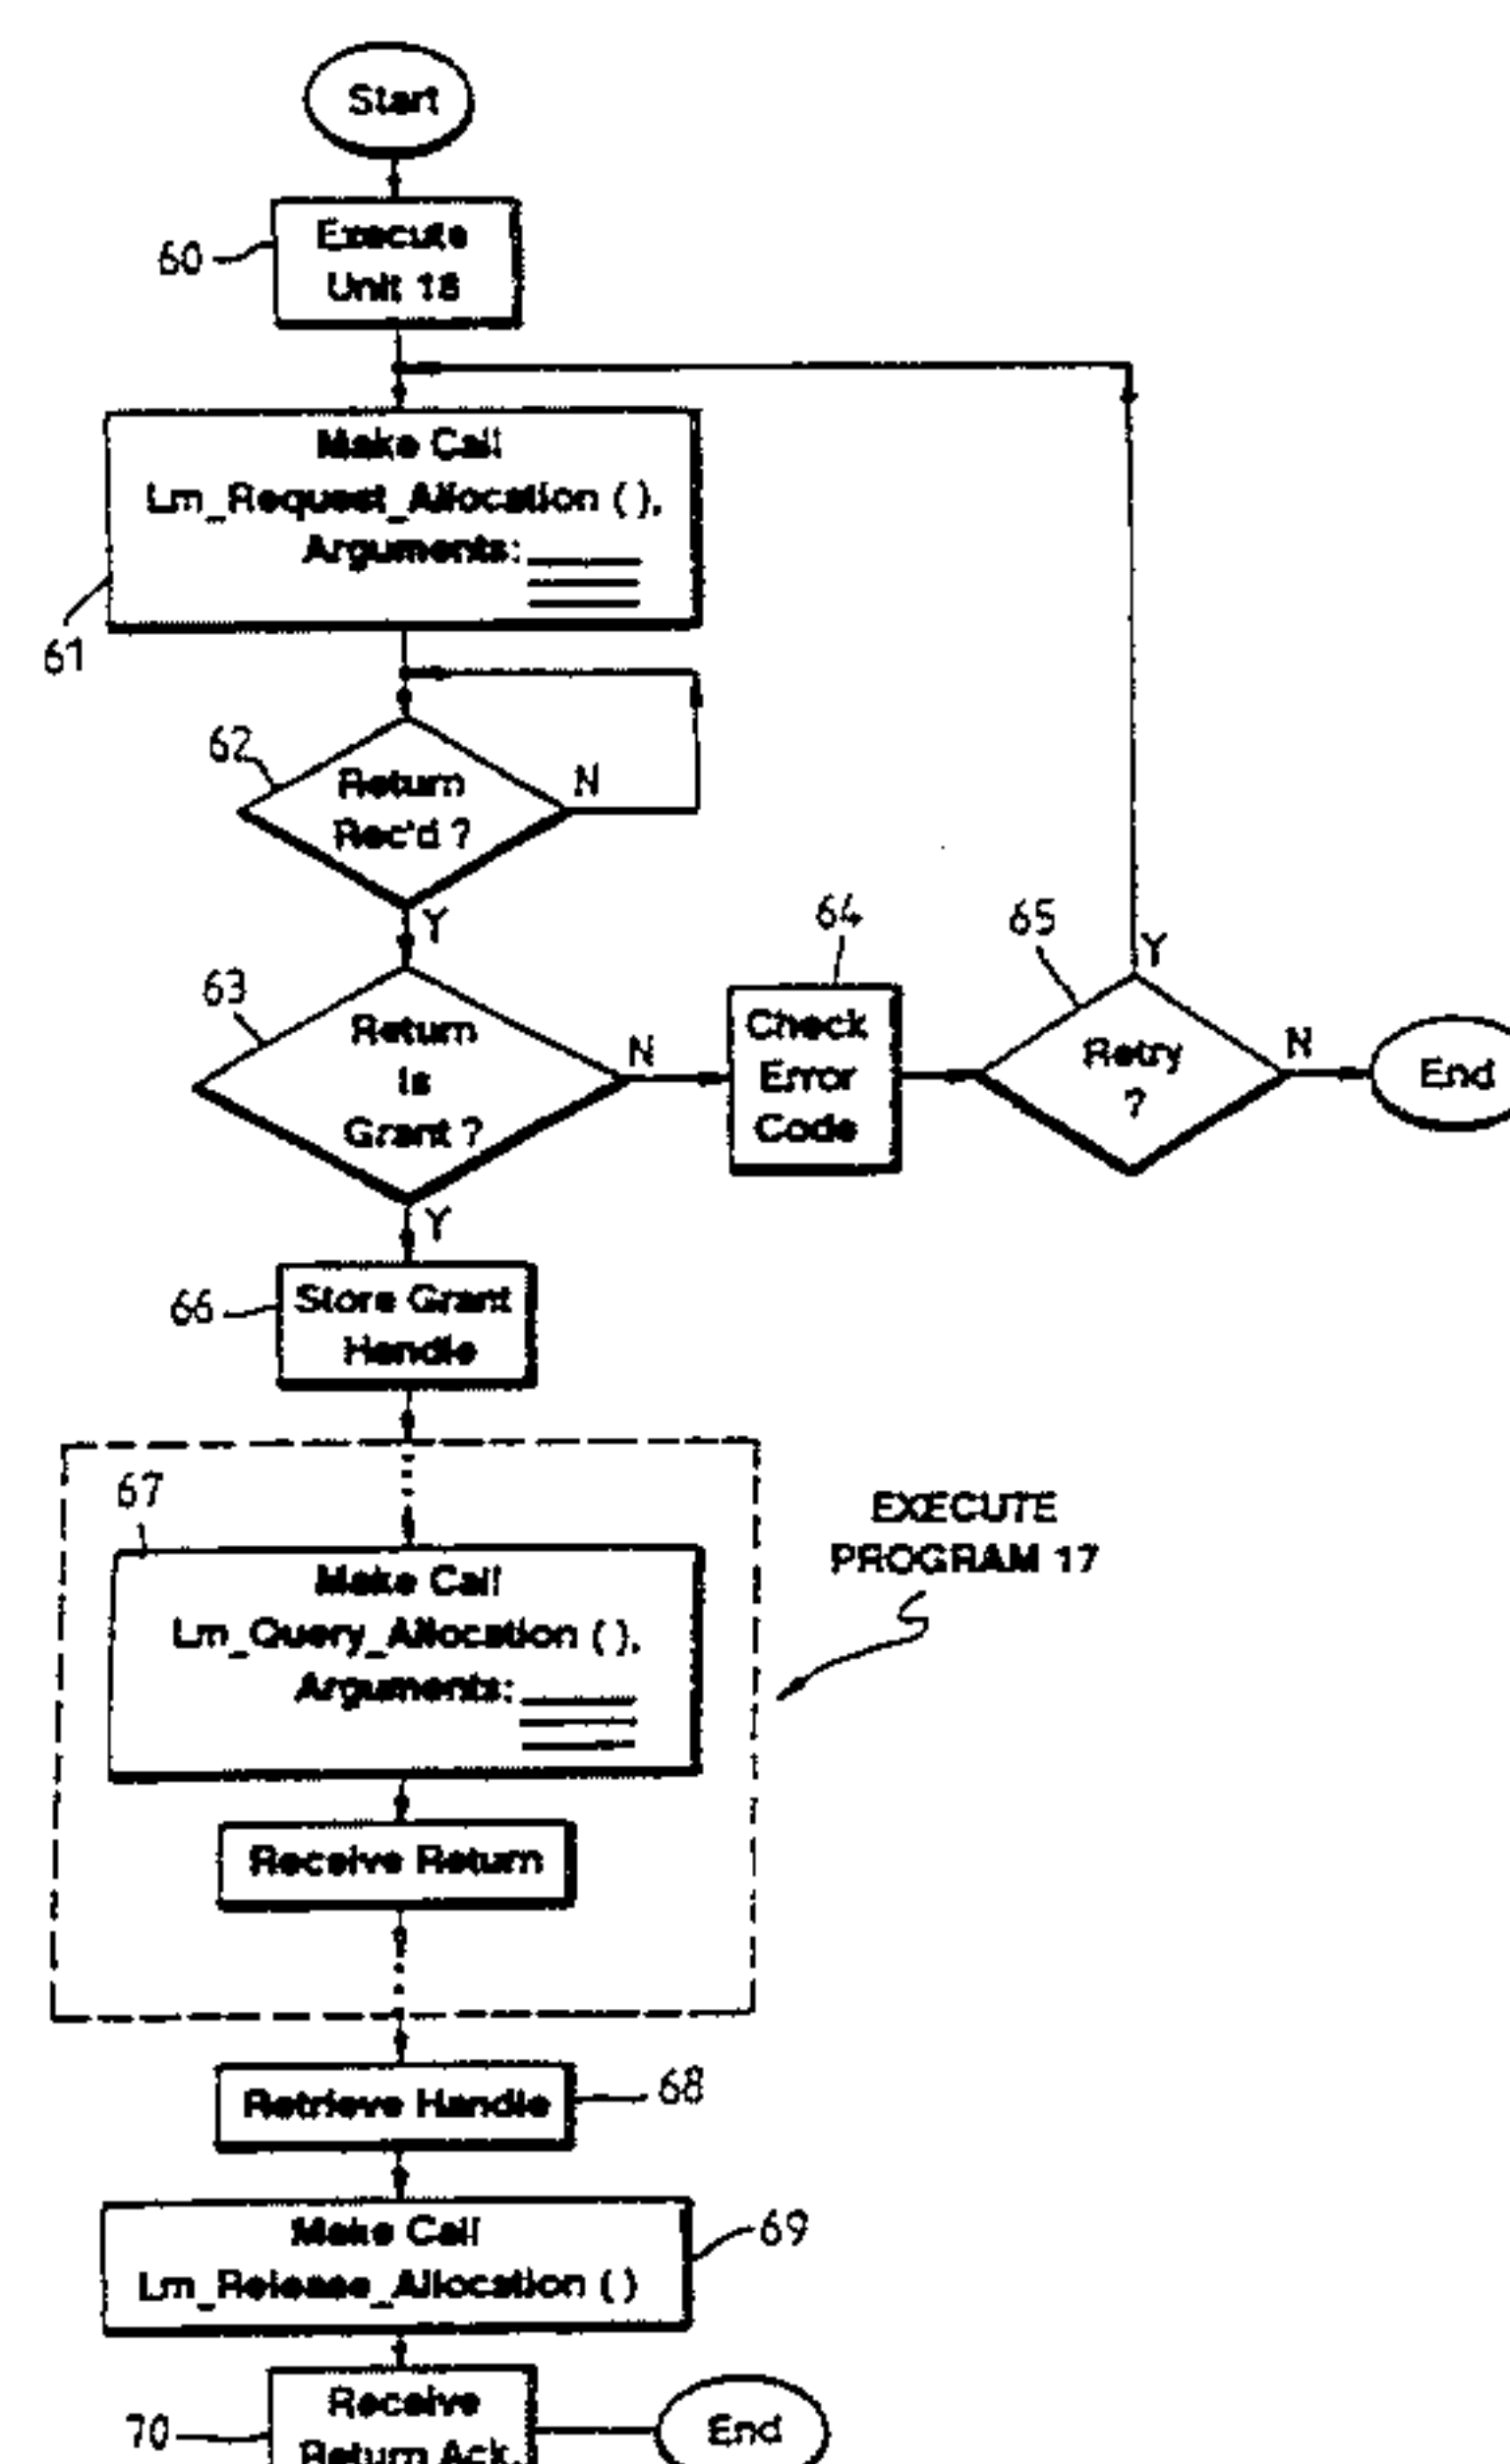 Start
60
Execute
Unit 18
Make Call
Lm_Request_Allocation ( ),
Arguments:
61
62
Return
Rec'd ?
N
Y
63
Return
Is
Grant ?
N
Y
64
Check
Error
Code
65
Retry
?
Y
N
End
66
Store Grant
Handle
67
Make Call
Lm_Query_Allocation ( ),
Arguments:
Receive Return
EXECUTE
PROGRAM 17
Retrieve Handle
68
Make Call
Lm_Release_Allocation ( )
69
70
Receive
Return Ack.
End